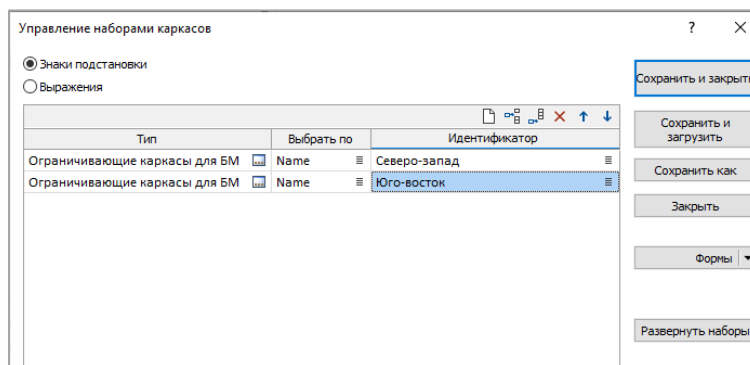 Управление наборами каркасов
? ×
Знаки подстановки
Выражения
Тип Выбрать по Идентификатор
Ограничивающие каркасы для БМ ... Name Северо-запад
Ограничивающие каркасы для БМ ... Name Юго-восток
Сохранить и закрыть
Сохранить и
загрузить
Сохранить как
Закрыть
Формы
Развернуть наборы